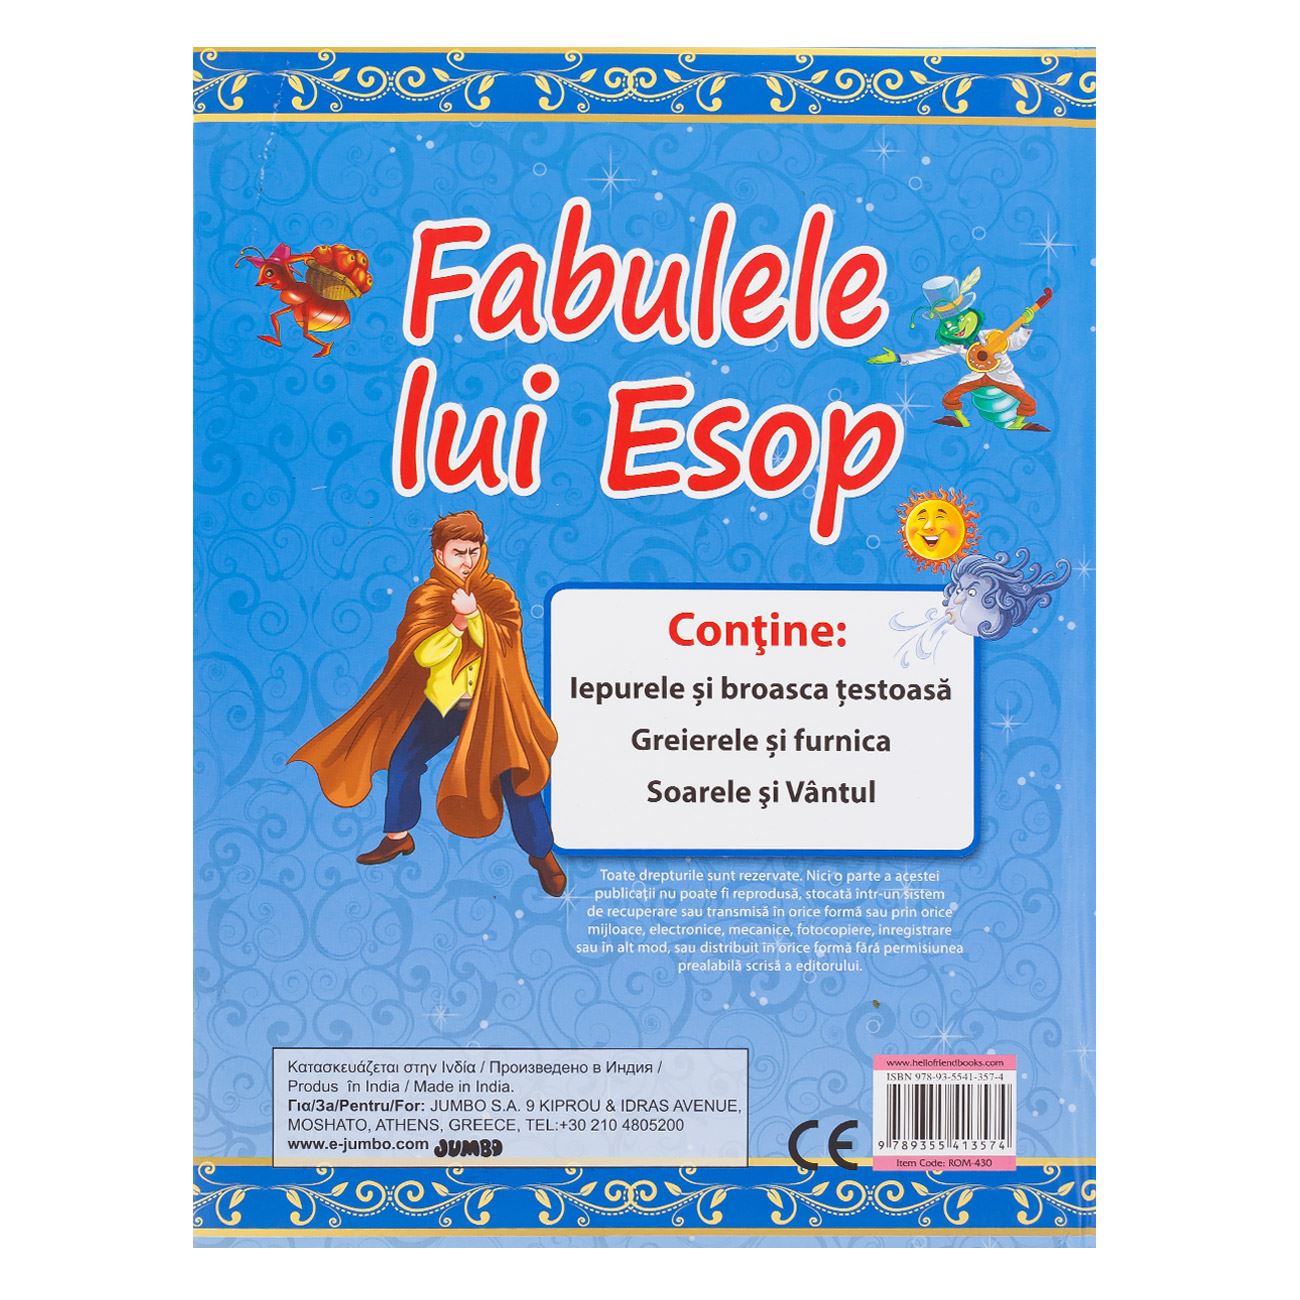 Fabulele
lui Esop
Conţine:
Iepurele și broasca țestoasă
Greierele și furnica
Soarele şi Vântul
Toate drepturile sunt rezervate. Nici o parte a acestei
publicații nu poate fi reprodusă, stocată într-un sistem
de recuperare sau transmisă în orice formă sau prin orice
mijloace, electronice, mecanice, fotocopiere, inregistrare
sau în alt mod, sau distribuit în orice formă fără permisiunea
prealabilă scrisă a editorului.
Κατασκευάζεται στην Ινδία / Произведено в Индия /
Produs în India / Made in India.
Για/За/Pentru/For: JUMBO S.A. 9 KIPROU & IDRAS AVENUE,
MOSHATO, ATHENS, GREECE, TEL:+30 210 4805200
www.e-jumbo.com JUMBO
CE
www.hellofriendbooks.com
ISBN 978-93-5541-357-4
9 789355 413574
Item Code: ROM-430